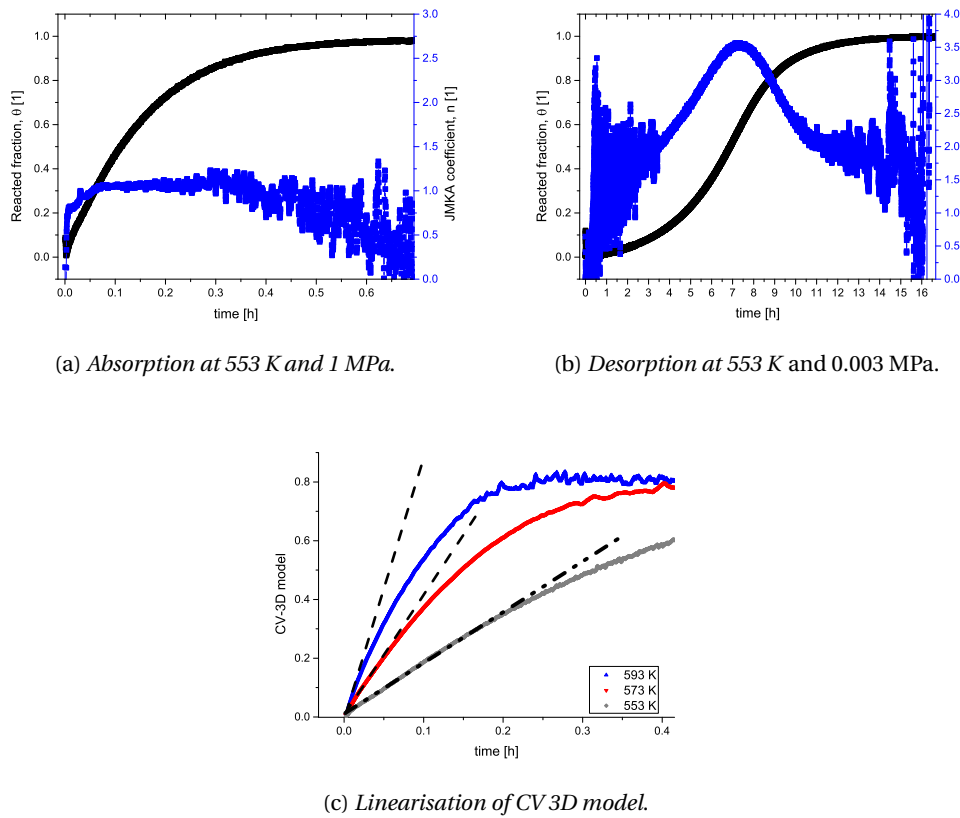 3.0
4.0
1.0
2.5
1.0
3.5
0.8
2.0
0.8
3.0
2.5
0.6
1.5
0.6
2.0
0.4
1.0
0.4
1.5
0.2
0.5
0.2
1.0
0.5
0.0
0.0
0.0
0.0
Reacted fraction, θ [1]
JMKA coefficient, n [1]
Reacted fraction, θ [1]
0.0 0.1 0.2 0.3 0.4 0.5 0.6
0 1 2 3 4 5 6 7 8 9 10 11 12 13 14 15 16
time [h]
time [h]
(a) Absorption at 553 K and 1 MPa.
(b) Desorption at 553 K and 0.003 MPa.
0.8
0.6
0.4
0.2
0.0
CV-3D model
593 K
573 K
553 K
0.0 0.1 0.2 0.3 0.4
time [h]
(c) Linearisation of CV 3D model.